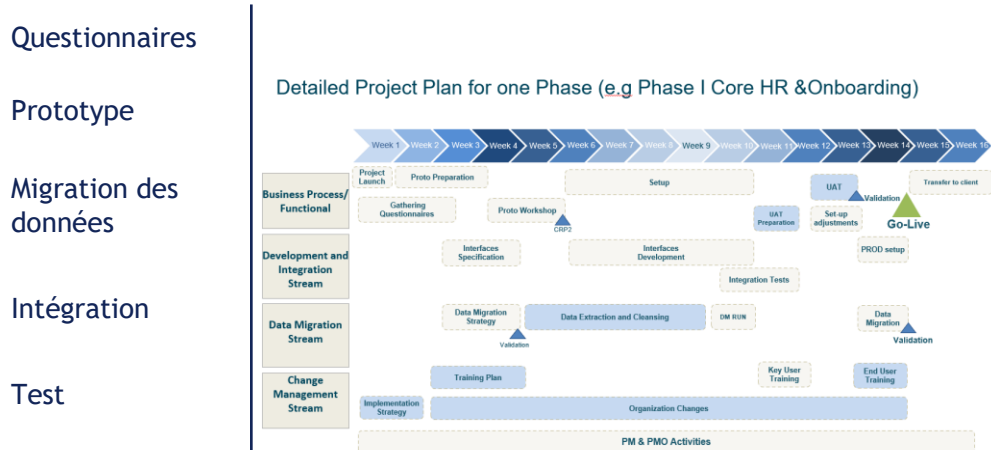 Questionnaires
Prototype
Migration des
données
Intégration
Test
Detailed Project Plan for one Phase (e.g Phase I Core HR &Onboarding)
Week 1
Week 2
Week 3
Week 4
Week 5
Week 6
Week 7
Week 8
Week 9
Week 10
Week 11
Week 12
Week 13
Week 14
Week 15
Week 16
Business Process/
Functional
Project
Launch
Proto Preparation
Setup
UAT
Transfer to client
Validation
Gathering
Questionnaires
Proto Workshop
CRP2
UAT
Preparation
Set-up
adjustments
Go-Live
Development and
Integration
Stream
Interfaces
Specification
Interfaces
Development
PROD setup
Integration Tests
Data Migration
Stream
Data Migration
Strategy
Validation
Data Extraction and Cleansing
DM RUN
Data
Migration
Validation
Change
Management
Stream
Training Plan
Key User
Training
End User
Training
Implementation
Strategy
Organization Changes
PM & PMO Activities